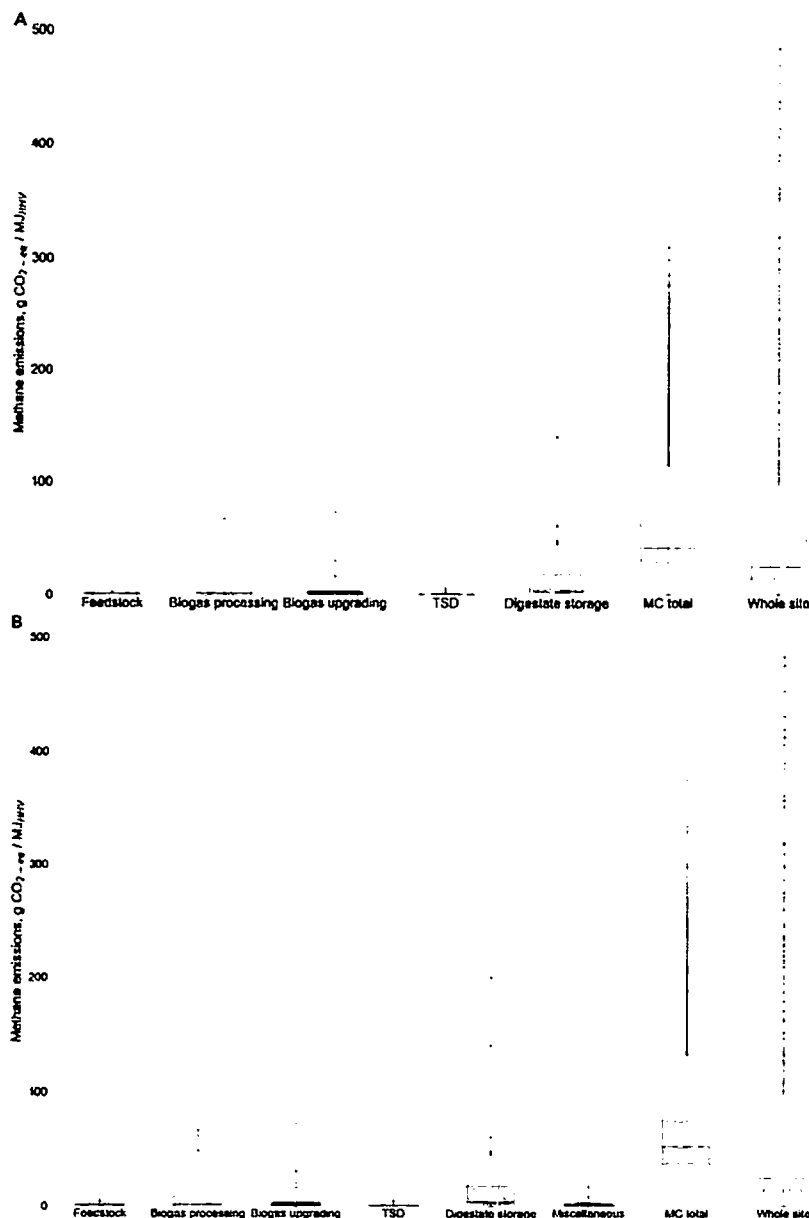 A
500
400
300
200
100
0
Methane emissions, g CO2-eq / MJHHV
Feedstock Biogas processing Biogas upgrading TSD Digestate storage MC total Whole site
B
500
400
300
200
100
0
Methane emissions, g CO2-eq / MJHHV
Feedstock Biogas processing Biogas upgrading TSD Digestate storage Miscellaneous MC total Whole site